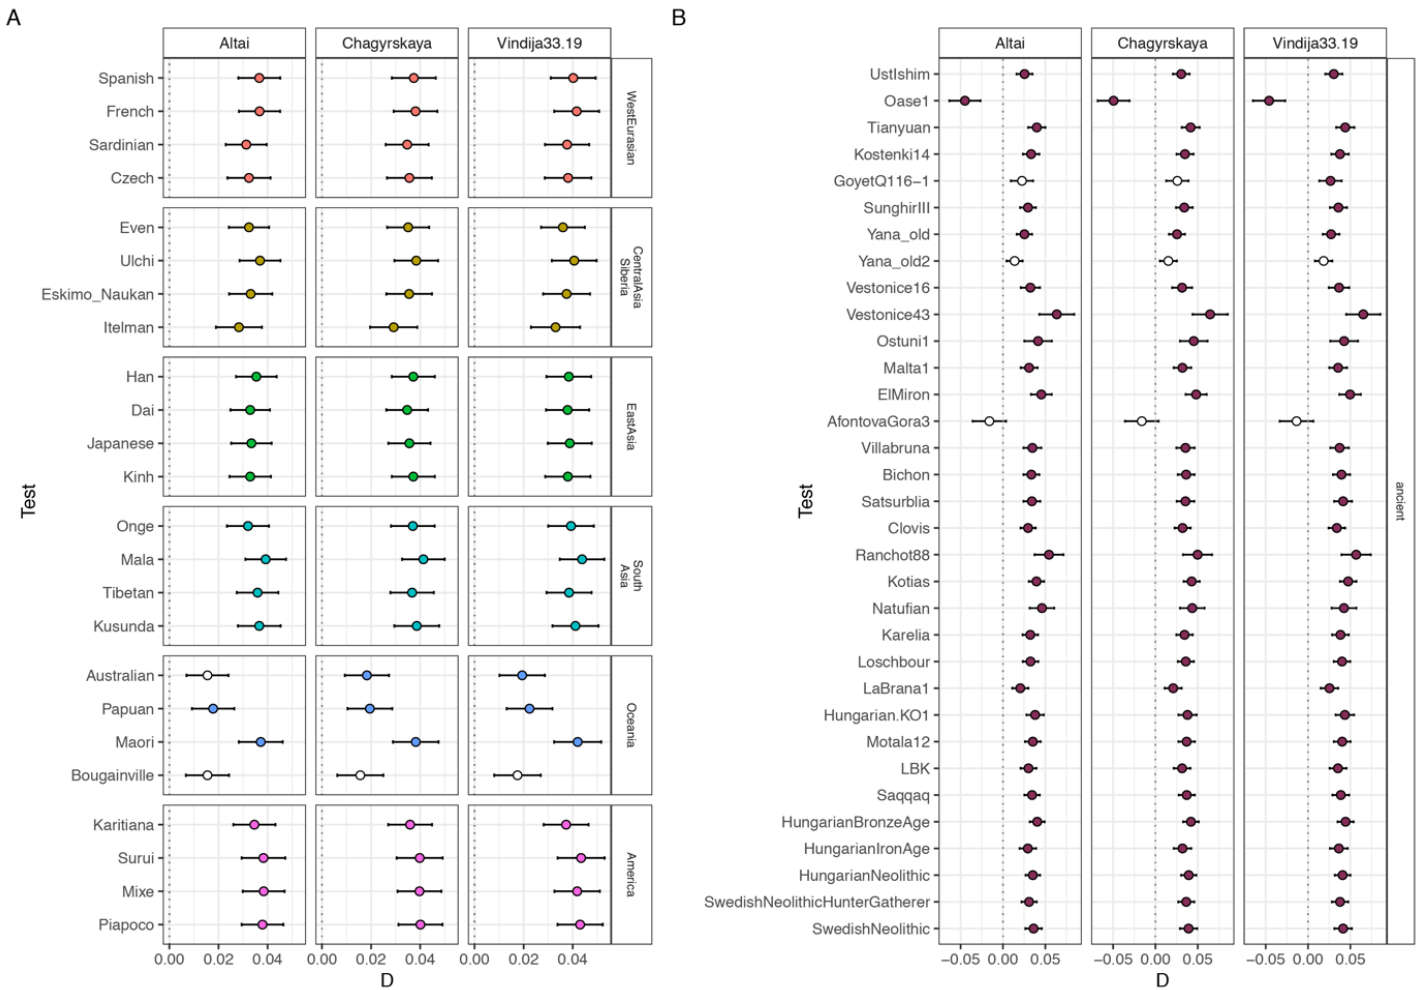 A
Altai
Chagyrskaya
Vindija33.19
Spanish
French
Sardinian
Czech
WestEurasian
Even
Ulchi
Eskimo_Naukan
Itelman
CentralAsia
Siberia
Han
Dai
Japanese
Kinh
EastAsia
Onge
Mala
Tibetan
Kusunda
South
Asia
Australian
Papuan
Maori
Bougainville
Oceania
Karitiana
Surui
Mixe
Piapoco
America
Test
0.00 0.02 0.04 0.00 0.02 0.04 0.00 0.02 0.04
D
B
Altai
Chagyrskaya
Vindija33.19
UstIshim
Oase1
Tianyuan
Kostenki14
GoyetQ116−1
SunghirIII
Yana_old
Yana_old2
Vestonice16
Vestonice43
Ostuni1
Malta1
ElMiron
AfontovaGora3
Villabruna
Bichon
Satsurblia
Clovis
Ranchot88
Kotias
Natufian
Karelia
Loschbour
LaBrana1
Hungarian.KO1
Motala12
LBK
Saqqaq
HungarianBronzeAge
HungarianIronAge
HungarianNeolithic
SwedishNeolithicHunterGatherer
SwedishNeolithic
ancient
Test
−0.05 0.00 0.05 −0.05 0.00 0.05 −0.05 0.00 0.05
D